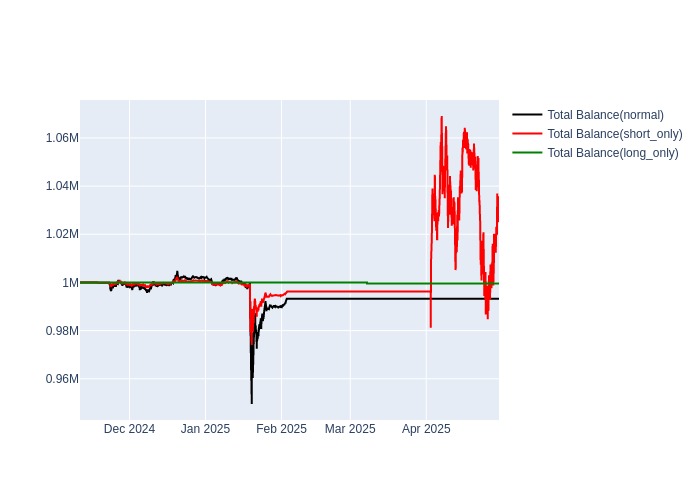 Total Balance(normal)
Total Balance(short_only)
Total Balance(long_only)
1.06M
1.04M
1.02M
1M
0.98M
0.96M
Dec 2024 Jan 2025 Feb 2025 Mar 2025 Apr 2025